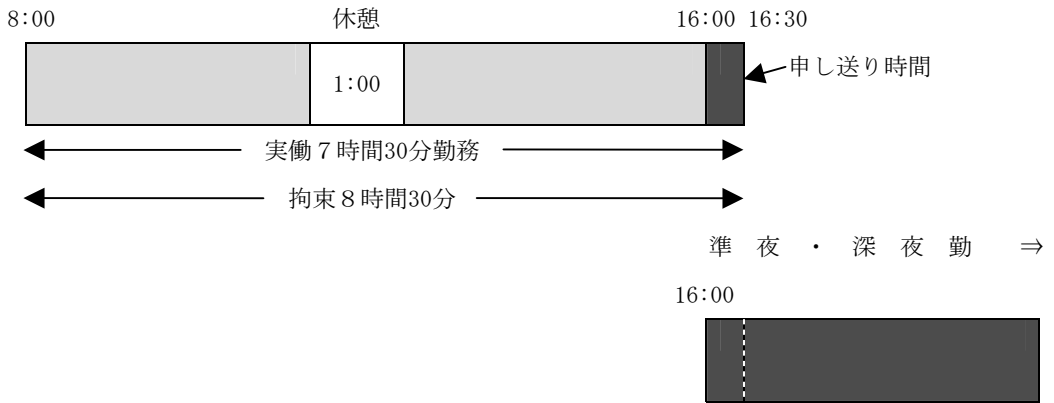 8:00 休憩 16:00 16:30
申し送り時間
1:00
実働７時間30分勤務
拘束８時間30分
準夜・深夜勤 ⇒
16:00